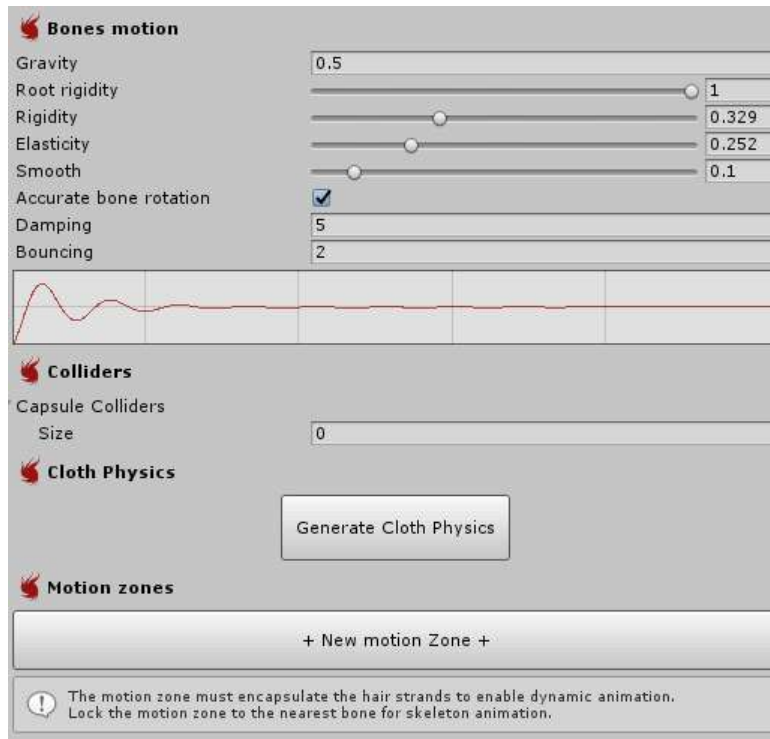 Bones motion
Gravity 0.5
Root rigidity 1
Rigidity 0.329
Elasticity 0.252
Smooth 0.1
Accurate bone rotation
Damping 5
Bouncing 2
Colliders
Capsule Colliders
Size 0
Cloth Physics
Generate Cloth Physics
Motion zones
+ New motion Zone +
The motion zone must encapsulate the hair strands to enable dynamic animation.
Lock the motion zone to the nearest bone for skeleton animation.